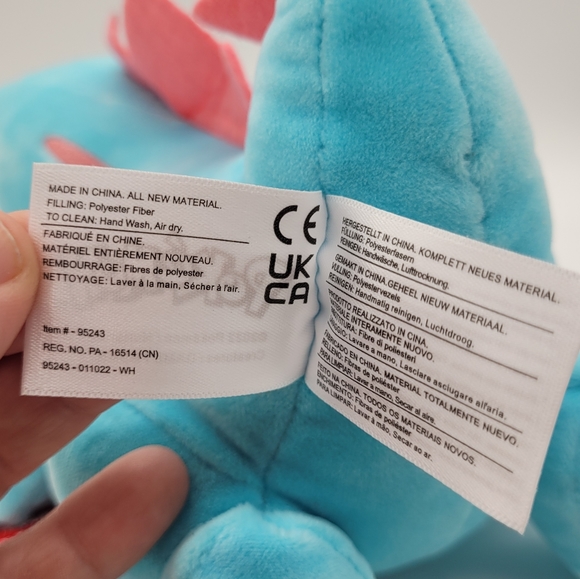 MADE IN CHINA. ALL NEW MATERIAL.
FILLING: Polyester Fiber
TO CLEAN: Hand Wash, Air dry.
FABRIQUÉ EN CHINE.
MATÉRIEL ENTIÈREMENT NOUVEAU.
REMBOURRAGE: Fibres de polyester
NETTOYAGE: Laver à la main, Sécher à l'air.
Item # - 95243
REG. NO. PA - 16514 (CN)
95243 - 011022 - WH
CE
UK
CA
HERGESTELLT IN CHINA. KOMPLETT NEUES MATERIAL.
FÜLLUNG: Polyesterfasern
REINIGEN: Handwäsche, Lufttrocknung.
GEMAAKT IN CHINA.GEHEEL NIEUW MATERIAAL.
VULLING: Polyestervezels
REINIGEN: Handmatig reinigen, Luchtdroog.
PRODOTTO REALIZZATO IN CINA.
INTERAMENTE NUOVO.
Fibre di poliestere
Lavare a mano, Lasciare asciugare all'aria.
FABRICADO EN CHINA. MATERIAL TOTALMENTE NUEVO.
RELLENO: Fibras de poliéster
PARA LIMPIAR: Lavar a mano, Secar al aire.
FEITO NA CHINA. TODOS OS MATERIAIS NOVOS.
ENCHIMENTO: Fibras de poliéster
PARA LIMPAR: Lavar à mão, Secar ao ar.